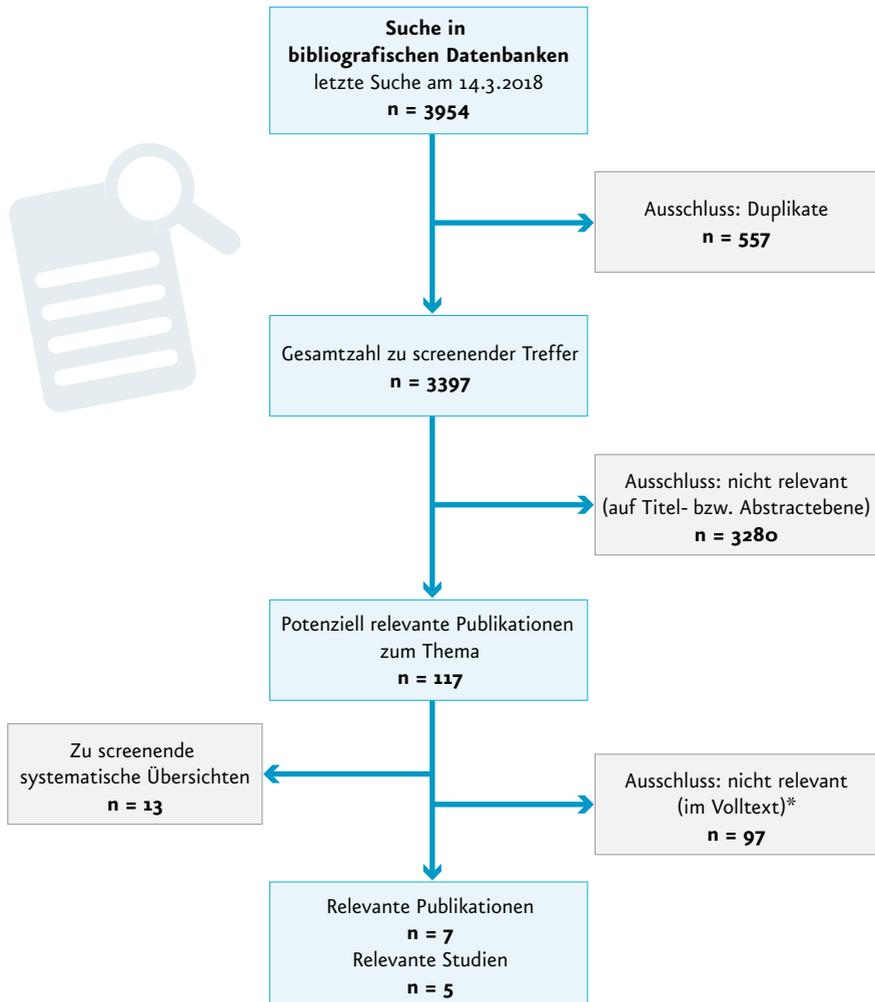 Suche in
bibliografischen Datenbanken
letzte Suche am 14.3.2018
n = 3954
Ausschluss: Duplikate
n = 557
Gesamtzahl zu screenender Treffer
n = 3397
Ausschluss: nicht relevant
(auf Titel- bzw. Abstractebene)
n = 3280
Potenziell relevante Publikationen
zum Thema
n = 117
Zu screenende
systematische Übersichten
n = 13
Ausschluss: nicht relevant
(im Volltext)*
n = 97
Relevante Publikationen
n = 7
Relevante Studien
n = 5